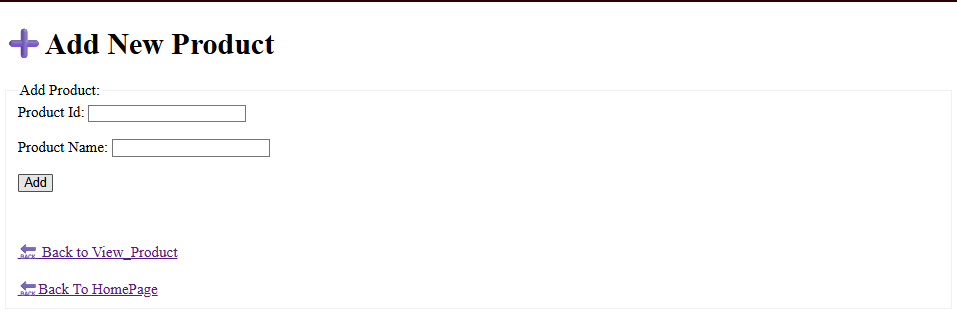 Add New Product
Add Product:
Product Id:
Product Name:
Add
BACK Back to View_Product
BACK Back To HomePage